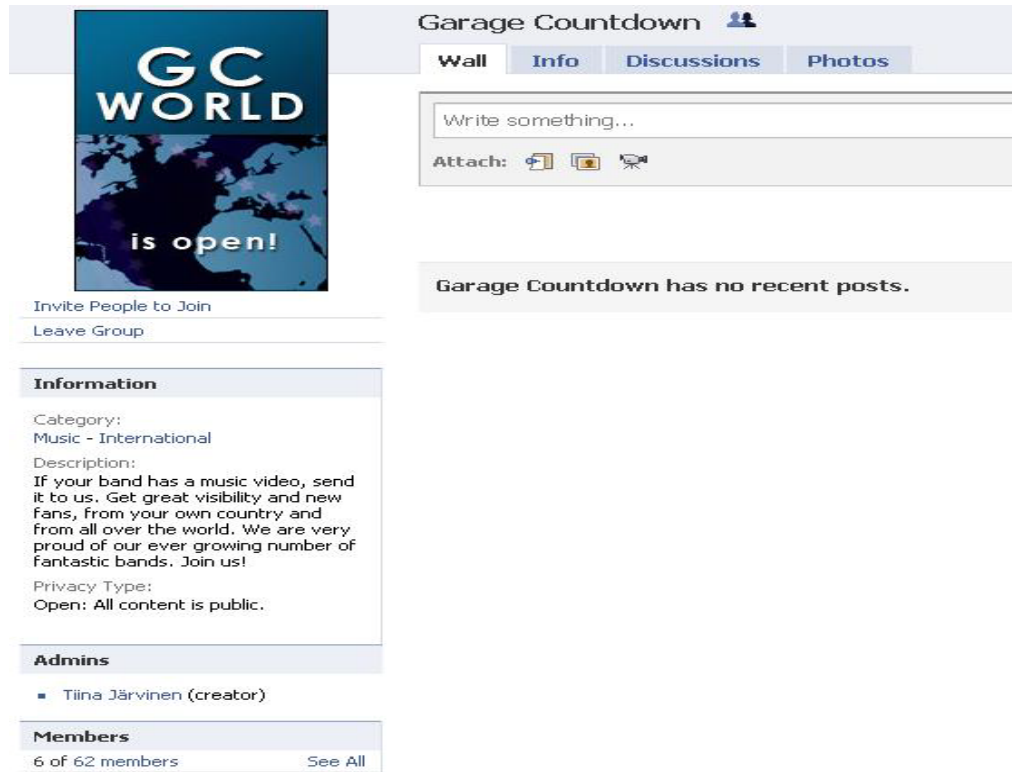 GC
WORLD
is open!
Invite People to Join
Leave Group
Information
Category:
Music - International
Description:
If your band has a music video, send
it to us. Get great visibility and new
fans, from your own country and
from all over the world. We are very
proud of our ever growing number of
fantastic bands. Join us!
Privacy Type:
Open: All content is public.
Admins
Tiina Järvinen (creator)
Members
6 of 62 members See All
Garage Countdown
Wall Info Discussions Photos
Write something...
Attach:
Garage Countdown has no recent posts.